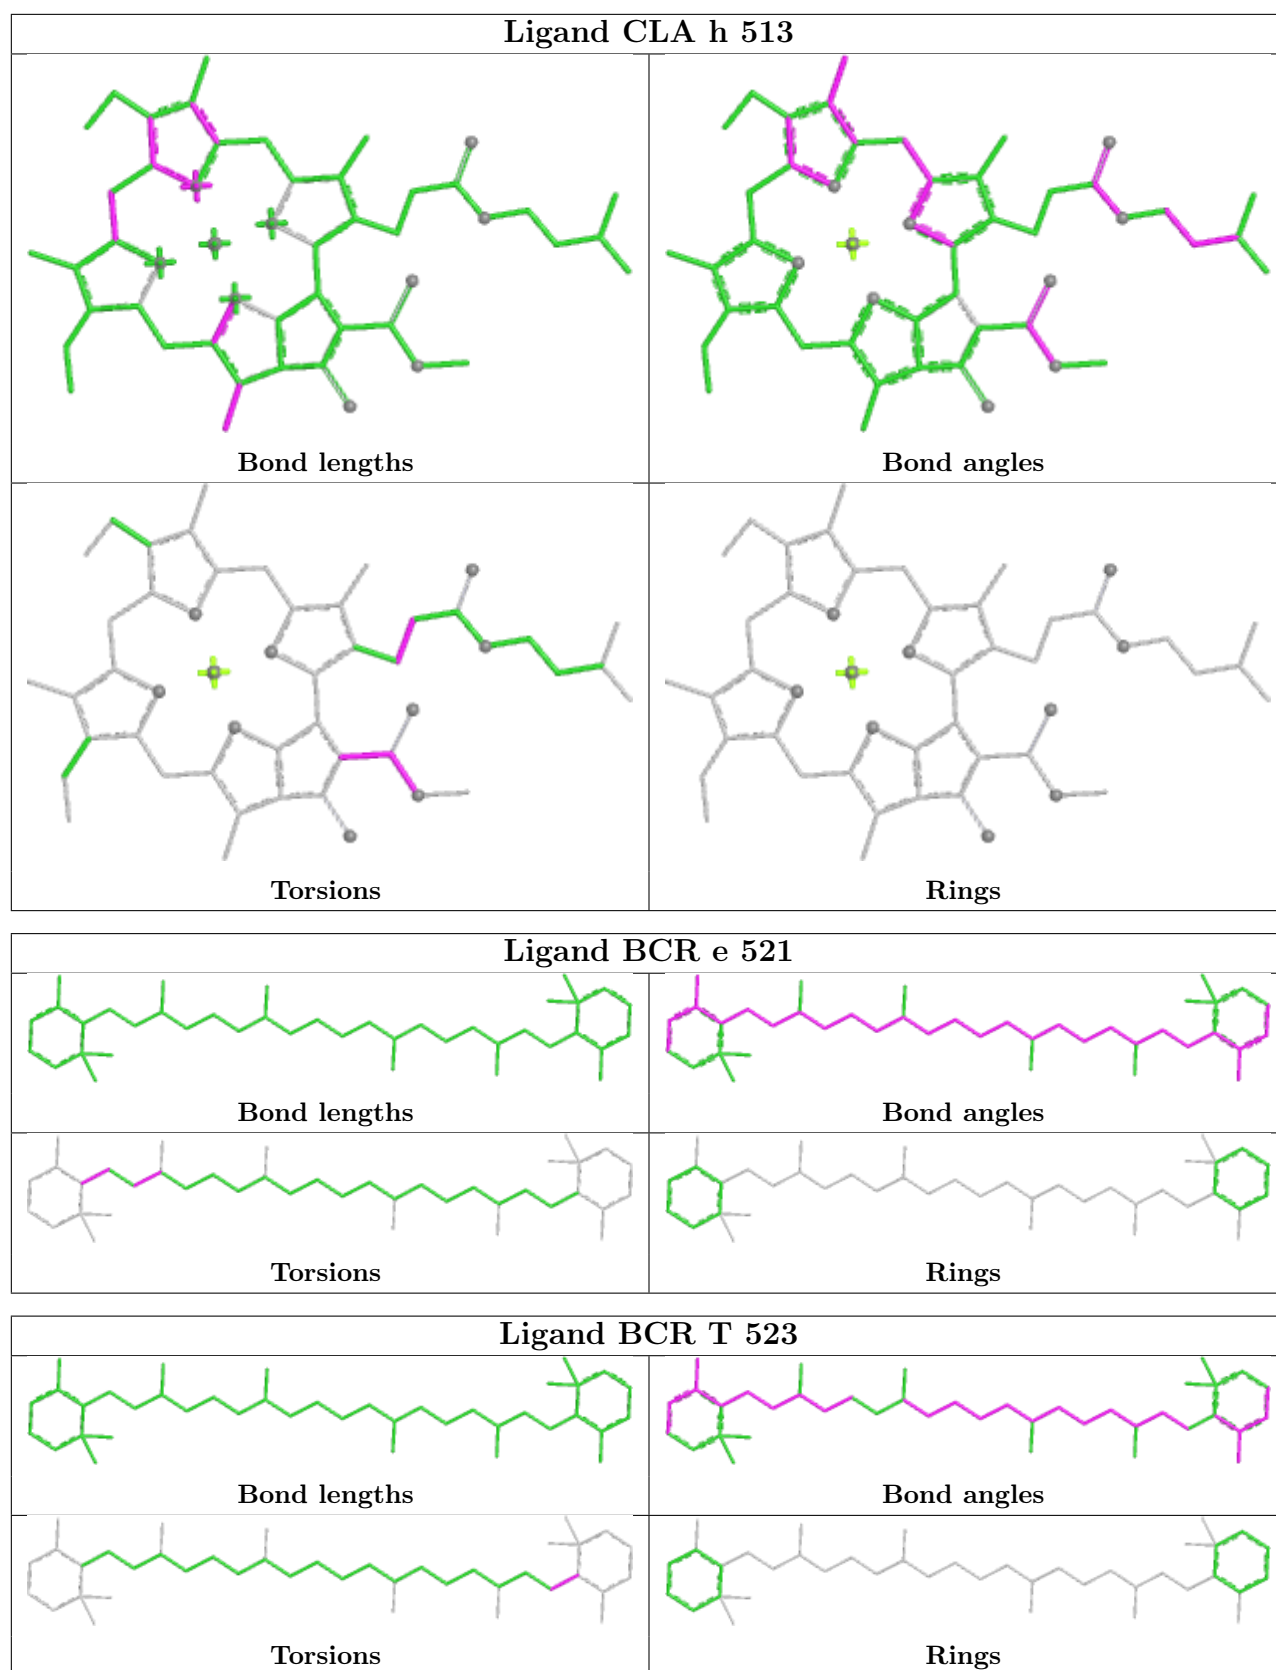 Ligand CLA h 513
Bond lengths
Bond angles
Torsions
Rings
Ligand BCR e 521
Bond lengths
Bond angles
Torsions
Rings
Ligand BCR T 523
Bond lengths
Bond angles
Torsions
Rings